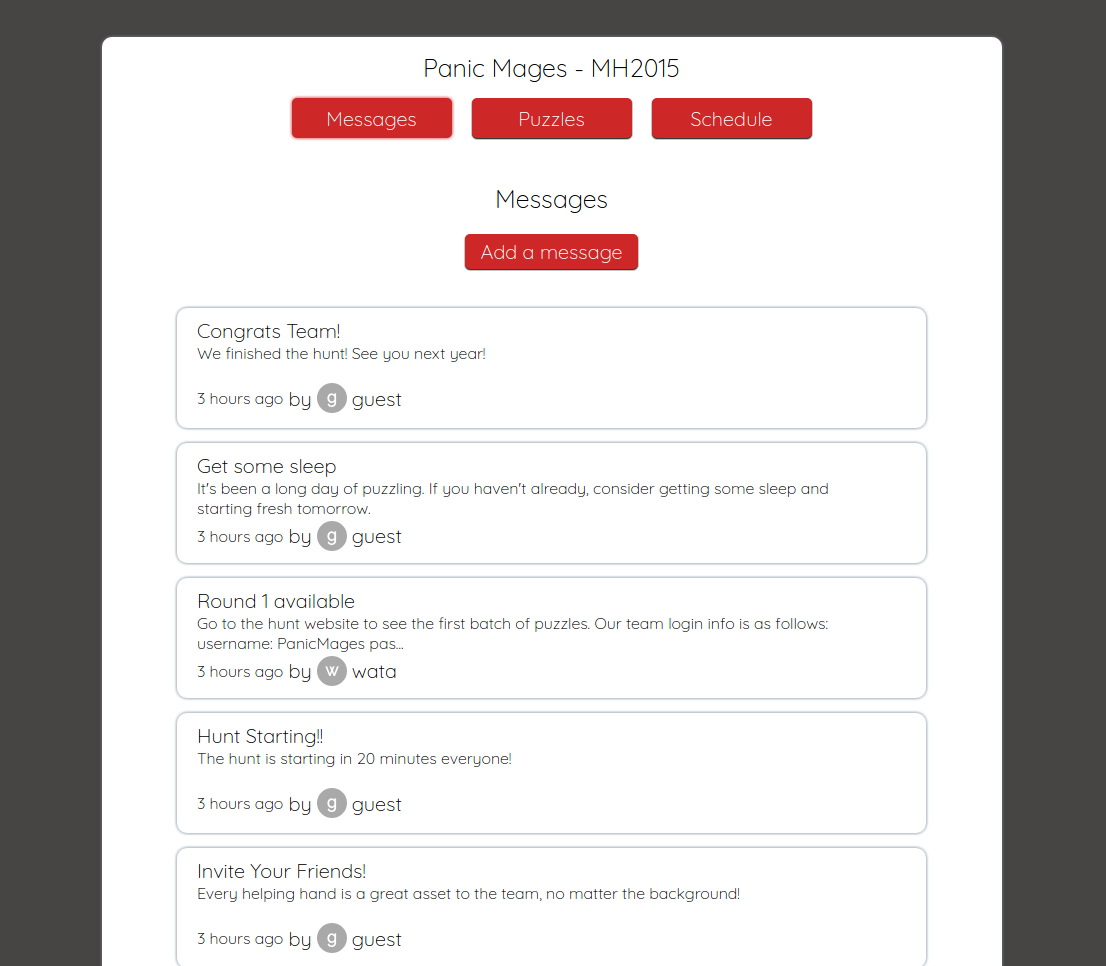 Panic Mages - MH2015
Messages Puzzles Schedule
Messages
Add a message
Congrats Team!
We finished the hunt! See you next year!
3 hours ago by g guest
Get some sleep
It's been a long day of puzzling. If you haven't already, consider getting some sleep and
starting fresh tomorrow.
3 hours ago by g guest
Round 1 available
Go to the hunt website to see the first batch of puzzles. Our team login info is as follows:
username: PanicMages pas...
3 hours ago by w wata
Hunt Starting!!
The hunt is starting in 20 minutes everyone!
3 hours ago by g guest
Invite Your Friends!
Every helping hand is a great asset to the team, no matter the background!
3 hours ago by g guest